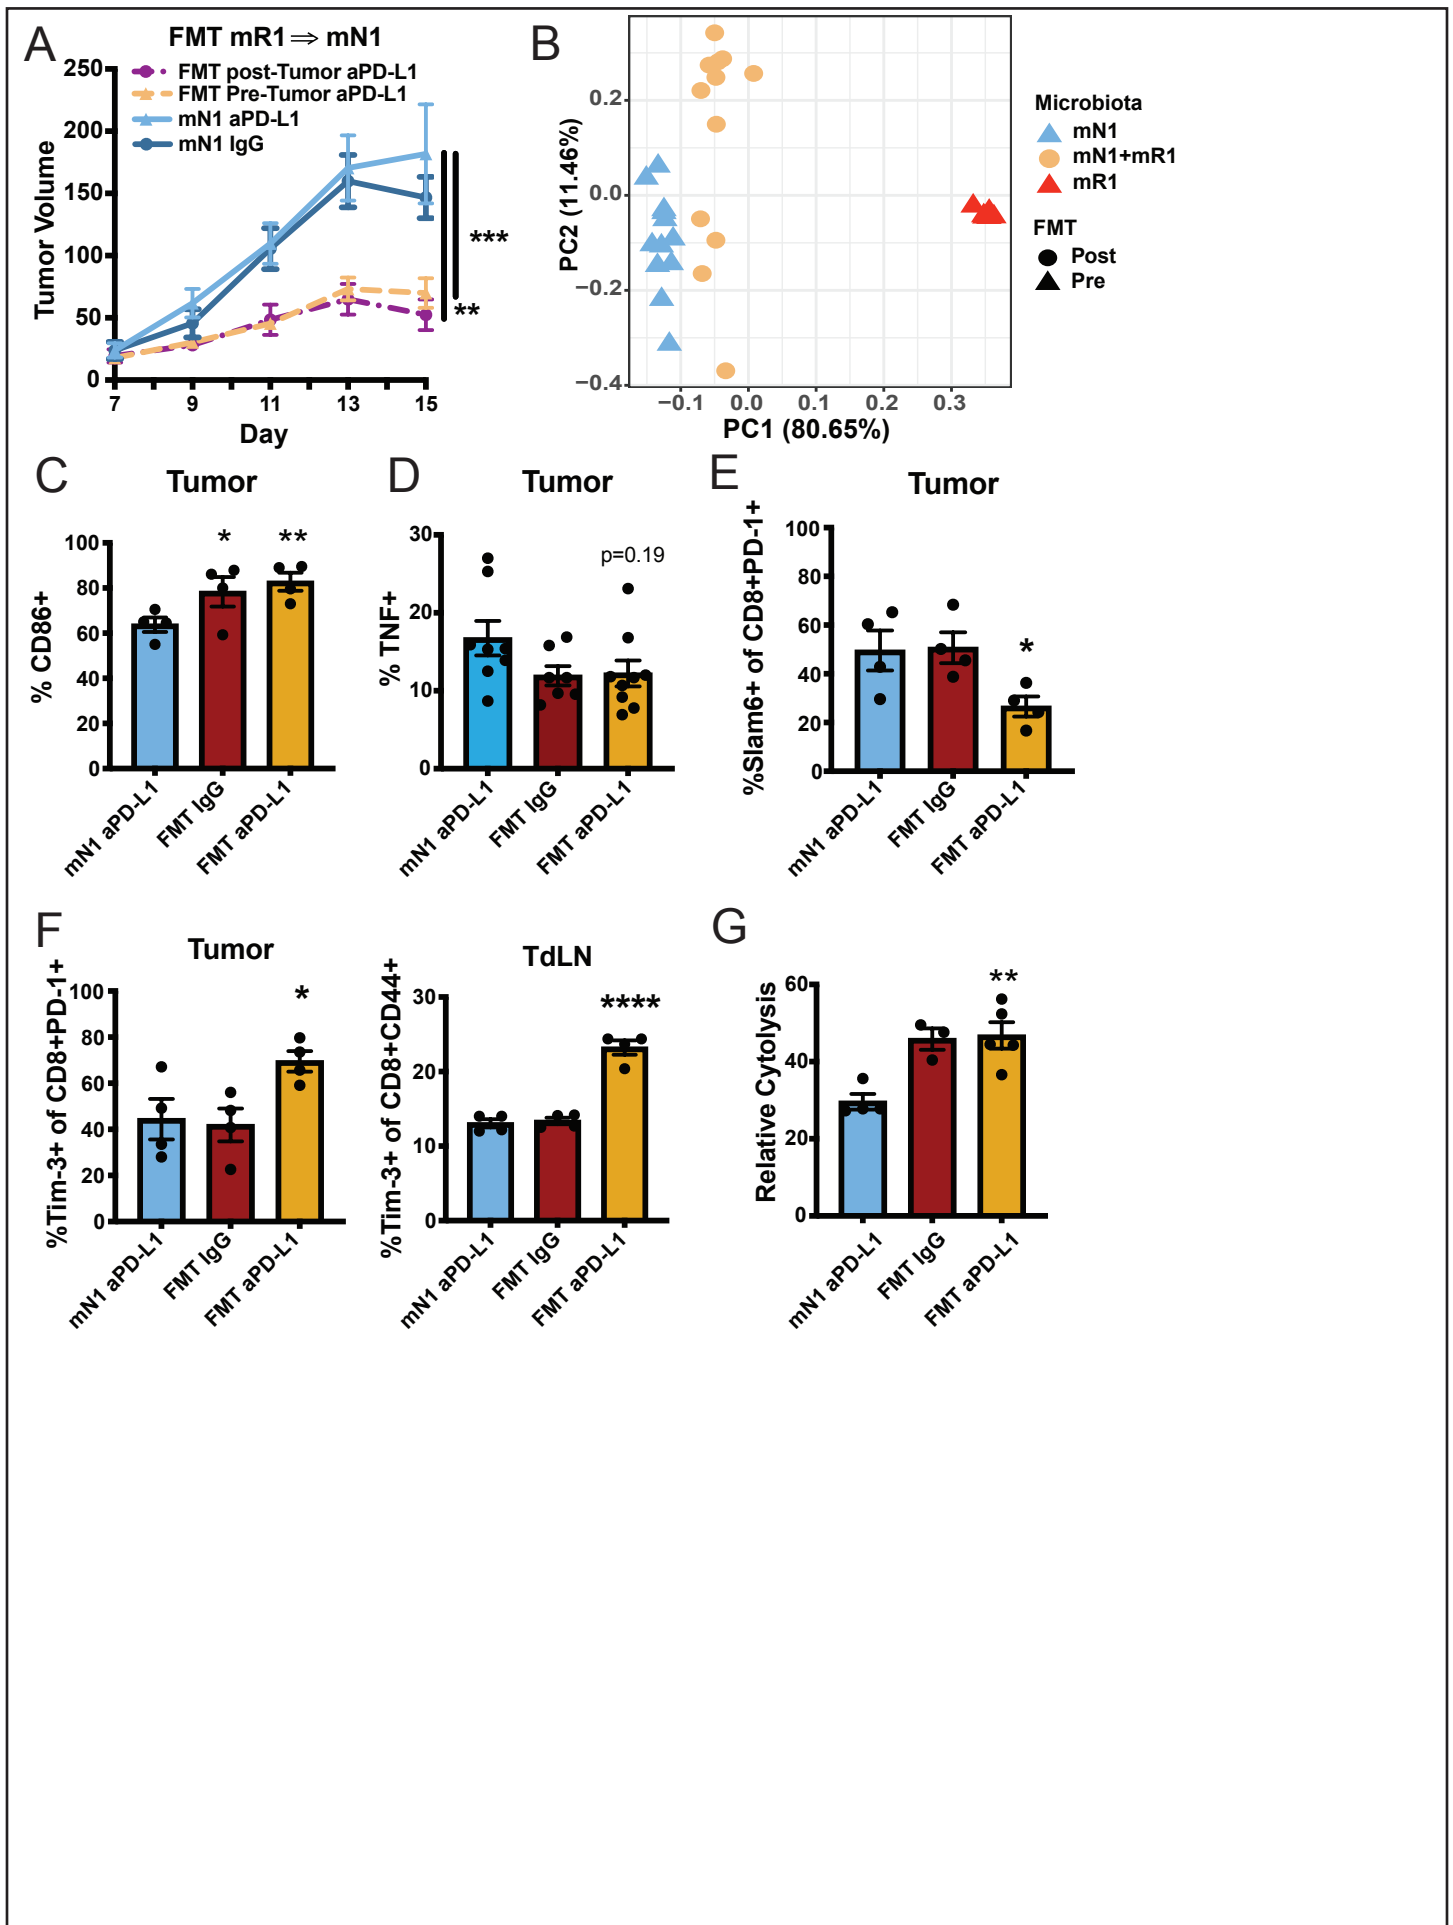 A
FMT mR1 ⇒ mN1
FMT post-Tumor aPD-L1
FMT Pre-Tumor aPD-L1
mN1 aPD-L1
mN1 IgG
Tumor Volume
250
200
150
100
50
0
7 9 11 13 15
Day
***
**
B
PC2 (11.46%)
0.2
0.0
−0.2
−0.4
−0.1 0.0 0.1 0.2 0.3
PC1 (80.65%)
Microbiota
mN1
mN1+mR1
mR1
FMT
Post
Pre
C
Tumor
% CD86+
100
80
60
40
20
0
* **
mN1 aPD-L1
FMT IgG
FMT aPD-L1
D
Tumor
% TNF+
30
20
10
0
p=0.19
mN1 aPD-L1
FMT IgG
FMT aPD-L1
E
Tumor
%Slam6+ of CD8+PD-1+
100
80
60
40
20
0
*
mN1 aPD-L1
FMT IgG
FMT aPD-L1
F
Tumor
%Tim-3+ of CD8+PD-1+
100
80
60
40
20
0
*
mN1 aPD-L1
FMT IgG
FMT aPD-L1
TdLN
%Tim-3+ of CD8+CD44+
30
20
10
0
****
mN1 aPD-L1
FMT IgG
FMT aPD-L1
G
Relative Cytolysis
60
40
20
0
**
mN1 aPD-L1
FMT IgG
FMT aPD-L1